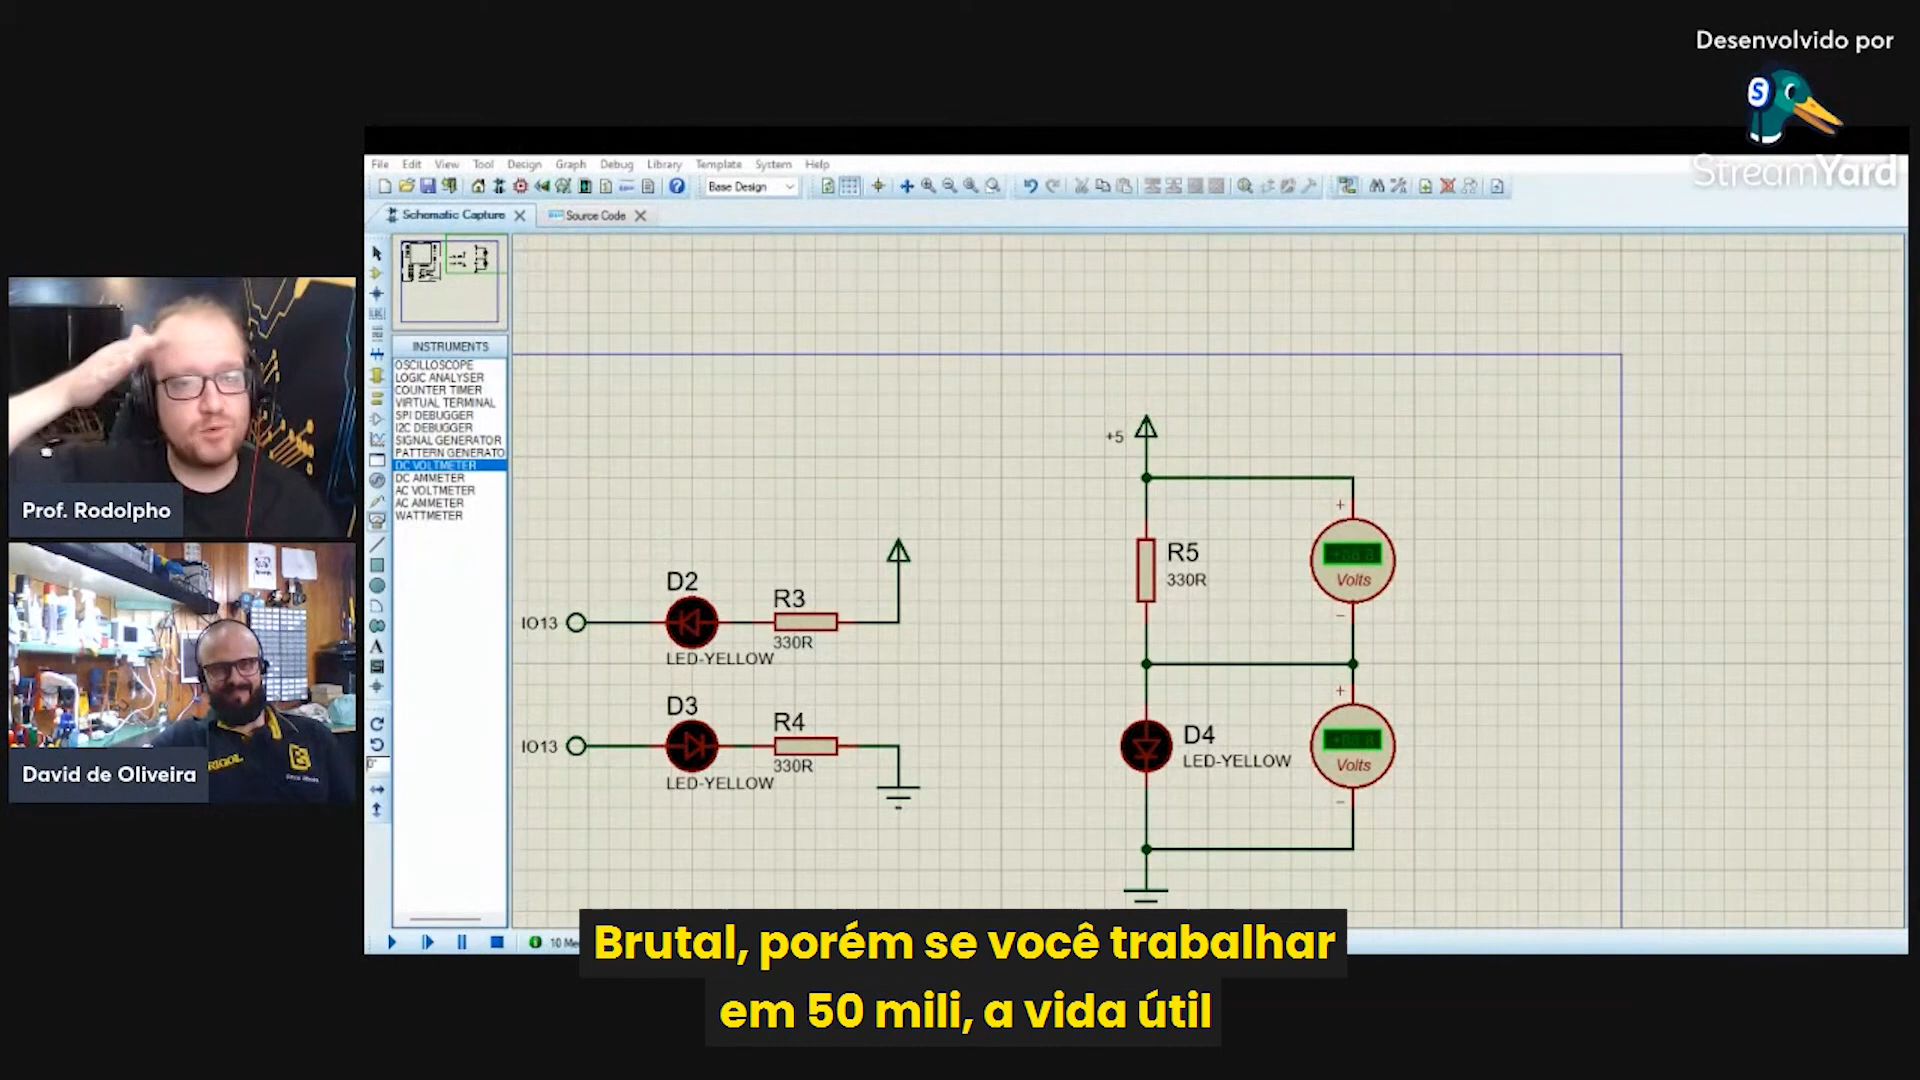 Desenvolvido por
S
StreamYard
File Edit View Tool Design Graph Debug Library Template System Help
Base Design
Schematic Capture
Source Code
INSTRUMENTS
OSCILLOSCOPE
LOGIC ANALYSER
COUNTER TIMER
VIRTUAL TERMINAL
SPI DEBUGGER
I2C DEBUGGER
SIGNAL GENERATOR
PATTERN GENERATO
DC VOLTMETER
DC AMMETER
AC VOLTMETER
AC AMMETER
WATTMETER
Prof. Rodolpho
RIGOL
David de Oliveira
+5
R5
330R
+
Volts
−
D2
R3
IO13
330R
LED-YELLOW
D3
R4
IO13
330R
LED-YELLOW
D4
LED-YELLOW
+
Volts
−
Brutal, porém se você trabalhar
em 50 mili, a vida útil